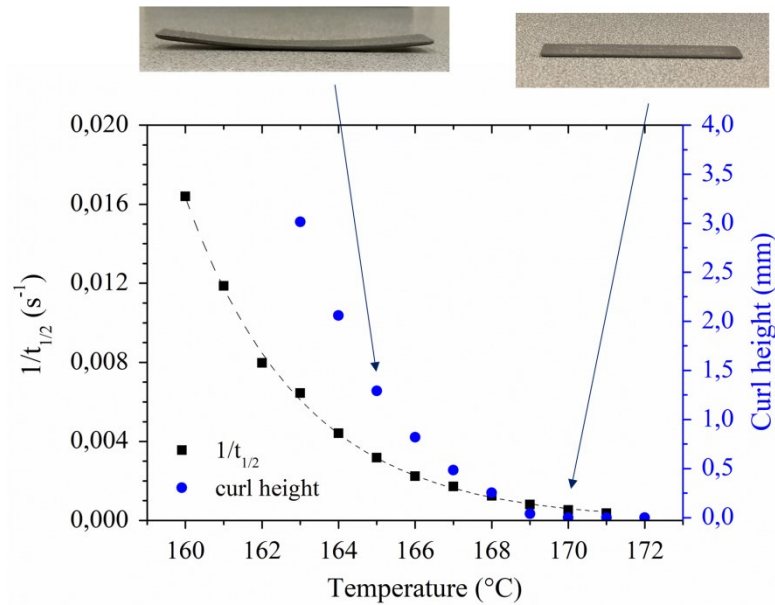 0,020
0,016
0,012
0,008
0,004
0,000
1/t1/2 (s-1)
1/t1/2
curl height
4,0
3,5
3,0
2,5
2,0
1,5
1,0
0,5
0,0
Curl height (mm)
160 162 164 166 168 170 172
Temperature (°C)